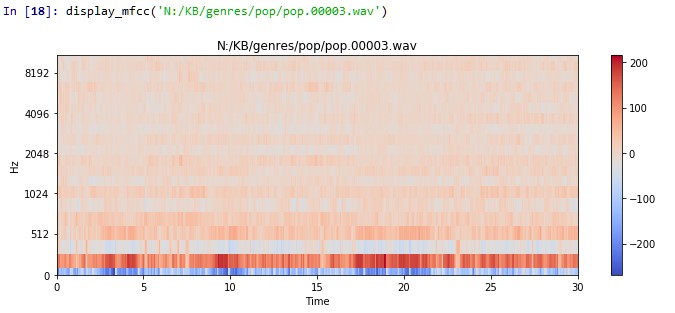 In [18]: display_mfcc('N:/KB/genres/pop/pop.00003.wav')
N:/KB/genres/pop/pop.00003.wav
8192
4096
2048
1024
512
0
Hz
0 5 10 15 20 25 30
Time
200
100
0
−100
−200